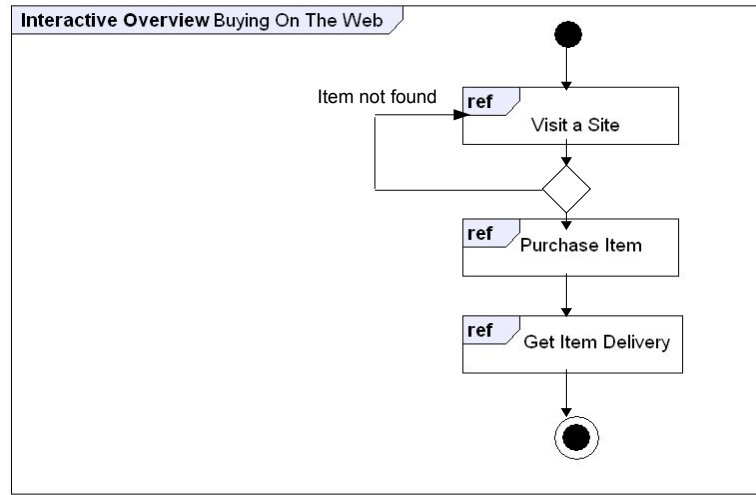 Interactive Overview Buying On The Web
Item not found
ref
Visit a Site
ref
Purchase Item
ref
Get Item Delivery